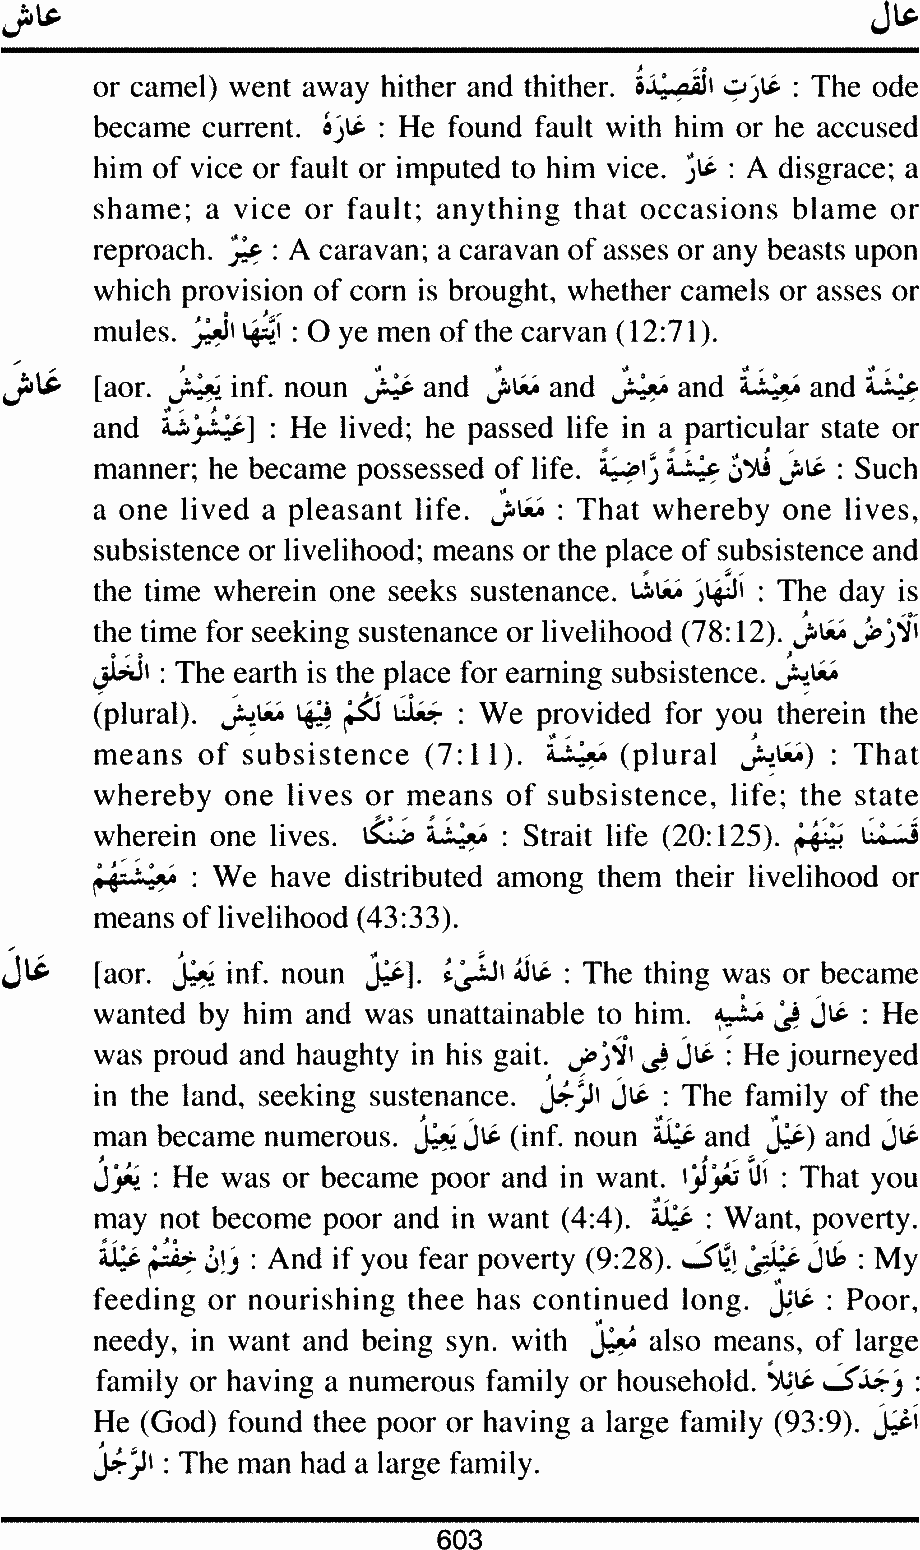 عاش عال
or camel) went away hither and thither. عَارَتِ الْقَصِيْدَةُ : The ode
became current. عَارَهُ : He found fault with him or he accused
him of vice or fault or imputed to him vice. عَارٌ : A disgrace; a
shame; a vice or fault; anything that occasions blame or
reproach. عِيْرٌ : A caravan; a caravan of asses or any beasts upon
which provision of corn is brought, whether camels or asses or
mules. اَيَّتُهَا الْعِيْرُ : O ye men of the carvan (12:71).
عَاشَ [aor. يَعِيْشُ inf. noun عَيْشٌ and مَعَاشٌ and مَعِيْشٌ and مَعِيْشَةٌ and عِيْشَةٌ
and عَيْشُوْشَةٌ] : He lived; he passed life in a particular state or
manner; he became possessed of life. عَاشَ فُلَانٌ عِيْشَةً رَاضِيَةً : Such
a one lived a pleasant life. مَعَاشٌ : That whereby one lives,
subsistence or livelihood; means or the place of subsistence and
the time wherein one seeks sustenance. اَلنَّهَارَ مَعَاشًا : The day is
the time for seeking sustenance or livelihood (78:12). اَلْاَرْضُ مَعَاشُ
الْخَلْقِ : The earth is the place for earning subsistence. مَعَايِشُ
(plural). جَعَلْنَا لَكُمْ فِيْهَا مَعَايِشَ : We provided for you therein the
means of subsistence (7:11). مَعِيْشَةٌ (plural مَعَايِشُ) : That
whereby one lives or means of subsistence, life; the state
wherein one lives. مَعِيْشَةً ضَنْكًا : Strait life (20:125). قَسَمْنَا بَيْنَهُمْ
مَعِيْشَتَهُمْ : We have distributed among them their livelihood or
means of livelihood (43:33).
عَالَ [aor. يَعِيْلُ inf. noun عَيْلٌ]. عَالَهُ الشَّيْءُ : The thing was or became
wanted by him and was unattainable to him. عَالَ فِيْ مَشْيِهِ : He
was proud and haughty in his gait. عَالَ فِى الْاَرْضِ : He journeyed
in the land, seeking sustenance. عَالَ الرَّجُلُ : The family of the
man became numerous. عَالَ يَعِيْلُ (inf. noun عَيْلَةٌ and عَيْلٌ) and عَالَ
يَعُوْلُ : He was or became poor and in want. اَلاَّ تَعُوْلُوْا : That you
may not become poor and in want (4:4). عَيْلَةٌ : Want, poverty.
وَاِنْ خِفْتُمْ عَيْلَةً : And if you fear poverty (9:28). طَالَ عَيْلَتِىْ اِيَّاكَ : My
feeding or nourishing thee has continued long. عَائِلٌ : Poor,
needy, in want and being syn. with مُعِيْلٌ also means, of large
family or having a numerous family or household. وَجَدَكَ عَائِلاً :
He (God) found thee poor or having a large family (93:9). اَعْيَلَ
الرَّجُلُ : The man had a large family.
603